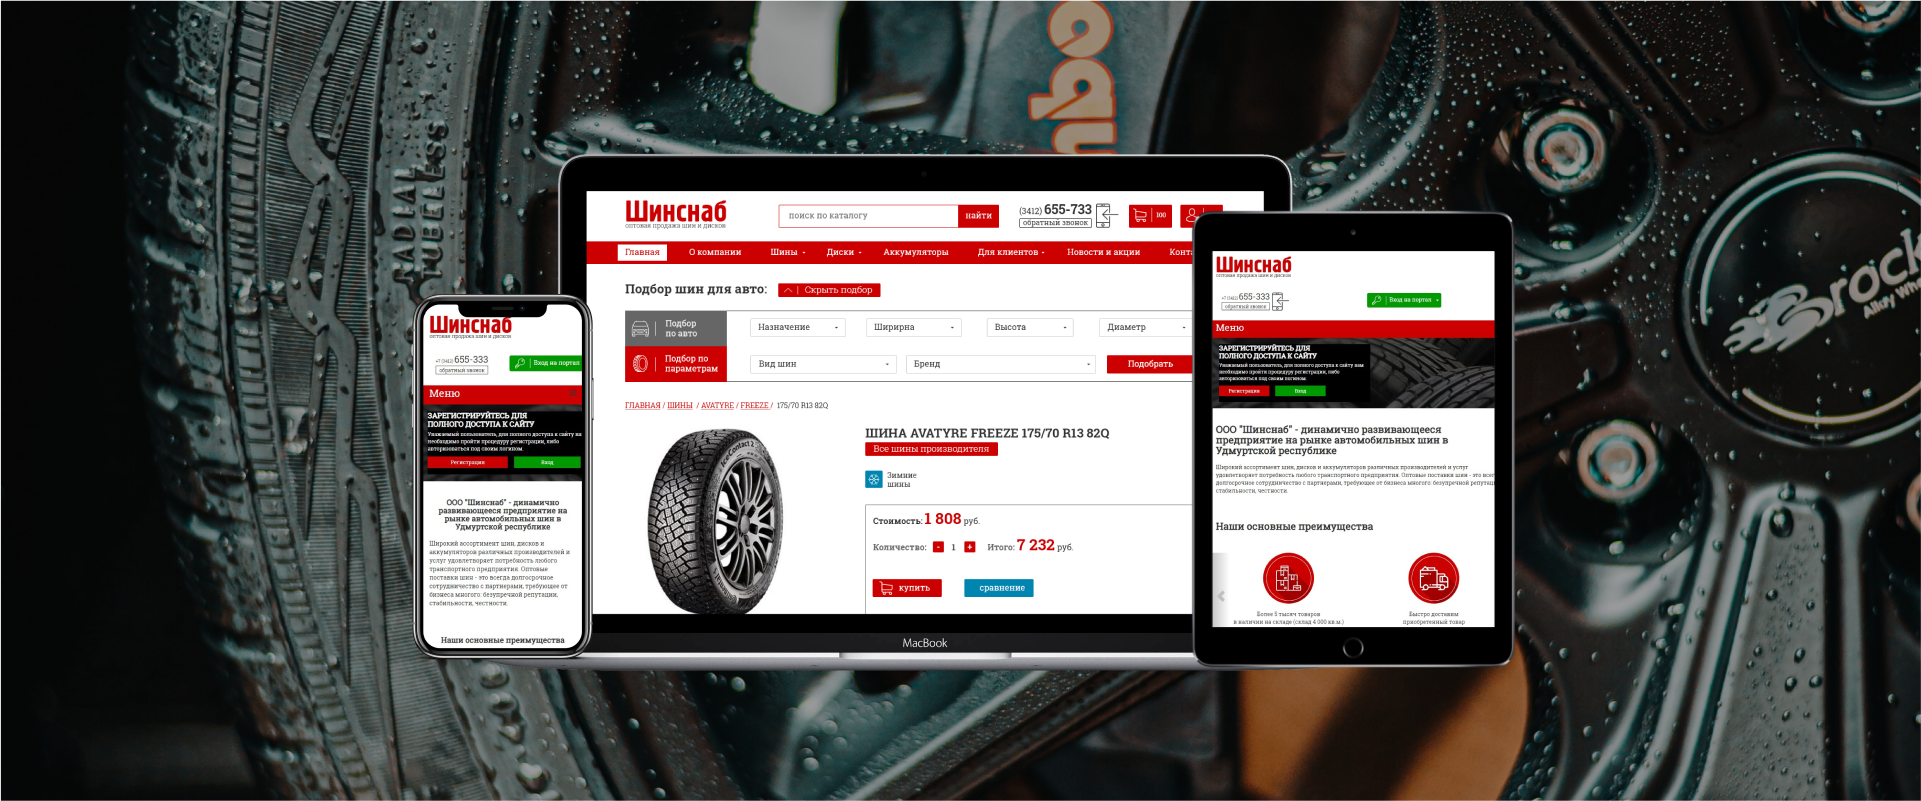 RADIAL
TUBELESS
Brock
Alloy Whe
Шинснаб
оптовая продажа шин и дисков
поиск по каталогу
найти
(3412) 655-733
обратный звонок
100
Главная
О компании
Шины
Диски
Аккумуляторы
Для клиентов
Новости и акции
Конт
Подбор шин для авто:
Скрыть подбор
Подбор
по авто
Назначение
Ширирна
Высота
Диаметр
Подбор по
параметрам
Вид шин
Бренд
Подобрать
ГЛАВНАЯ / ШИНЫ / AVATYRE / FREEZE / 175/70 R13 82Q
IceContact 2
ШИНА AVATYRE FREEZE 175/70 R13 82Q
Все шины производителя
Зимние
шины
Стоимость: 1 808 руб.
Количество: - 1 + Итого: 7 232 руб.
купить
сравнение
MacBook
Шинснаб
оптовая продажа шин и дисков
+7 (3412) 655-333
обратный звонок
Вход на портал
Меню
ЗАРЕГИСТРИРУЙТЕСЬ ДЛЯ
ПОЛНОГО ДОСТУПА К САЙТУ
Уважаемый пользователь, для полного доступа к сайту вам
необходимо пройти процедуру регистрации, либо
авторизоваться под своим логином.
Регистрация
Вход
ООО "Шинснаб" - динамично
развивающееся предприятие на
рынке автомобильных шин в
Удмуртской республике
Широкий ассортимент шин, дисков и
аккумуляторов различных производителей и
услуг удовлетворяет потребность любого
транспортного предприятия. Оптовые
поставки шин - это всегда долгосрочное
сотрудничество с партнерами, требующее от
бизнеса многого: безупречной репутации,
стабильности, честности.
Наши основные преимущества
Шинснаб
оптовая продажа шин и дисков
+7 (3412) 655-333
обратный звонок
Вход на портал
Меню
ЗАРЕГИСТРИРУЙТЕСЬ ДЛЯ
ПОЛНОГО ДОСТУПА К САЙТУ
Уважаемый пользователь, для полного доступа к сайту вам
необходимо пройти процедуру регистрации, либо
авторизоваться под своим логином.
Регистрация
Вход
ООО "Шинснаб" - динамично развивающееся
предприятие на рынке автомобильных шин в
Удмуртской республике
Широкий ассортимент шин, дисков и аккумуляторов различных производителей и услуг
удовлетворяет потребность любого транспортного предприятия. Оптовые поставки шин - это всег
долгосрочное сотрудничество с партнерами, требующее от бизнеса многого: безупречной репутац
стабильности, честности.
Наши основные преимущества
Более 5 тысяч товаров
в наличии на складе (склад 4 000 кв.м.)
Быстро доставим
приобретенный товар